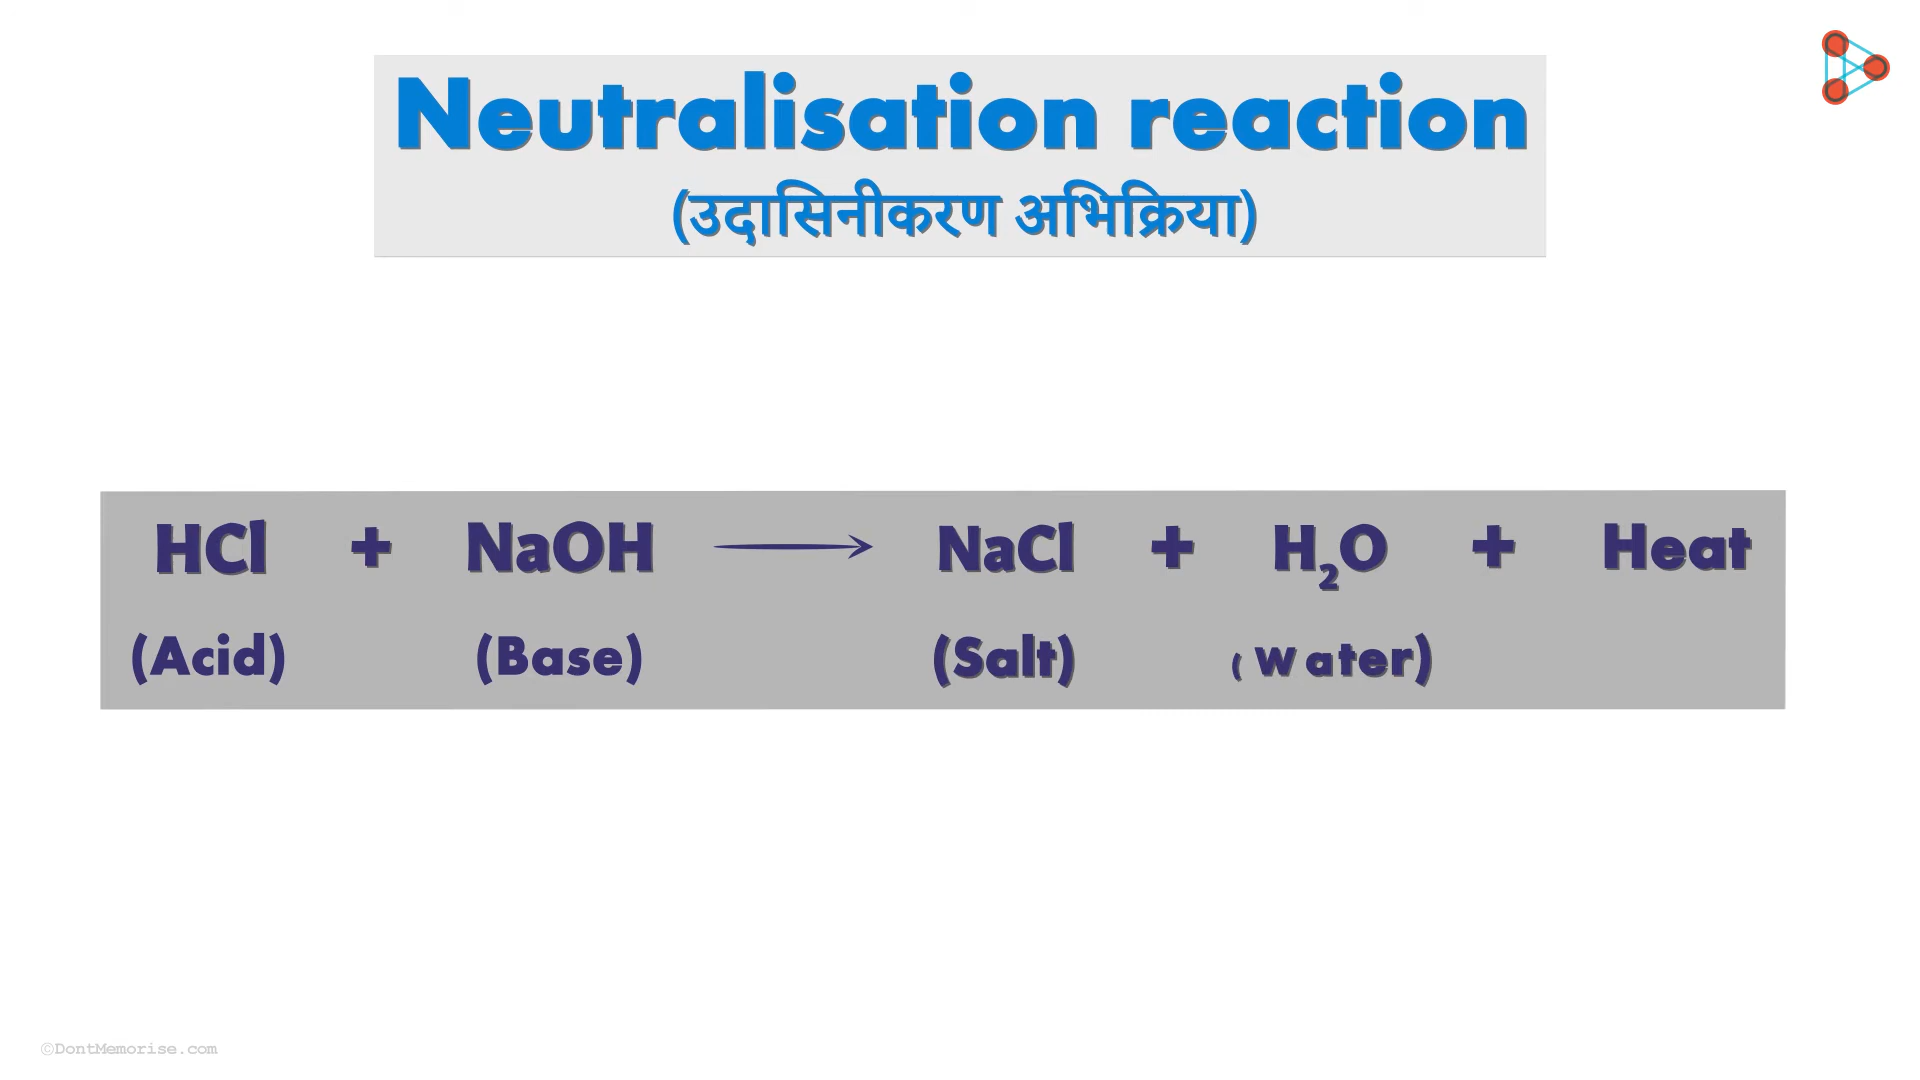 Neutralisation reaction
(उदासिनीकरण अभिक्रिया)
HCl + NaOH → NaCl + H₂O + Heat
(Acid) (Base) (Salt) (Water)
©DontMemorise.com